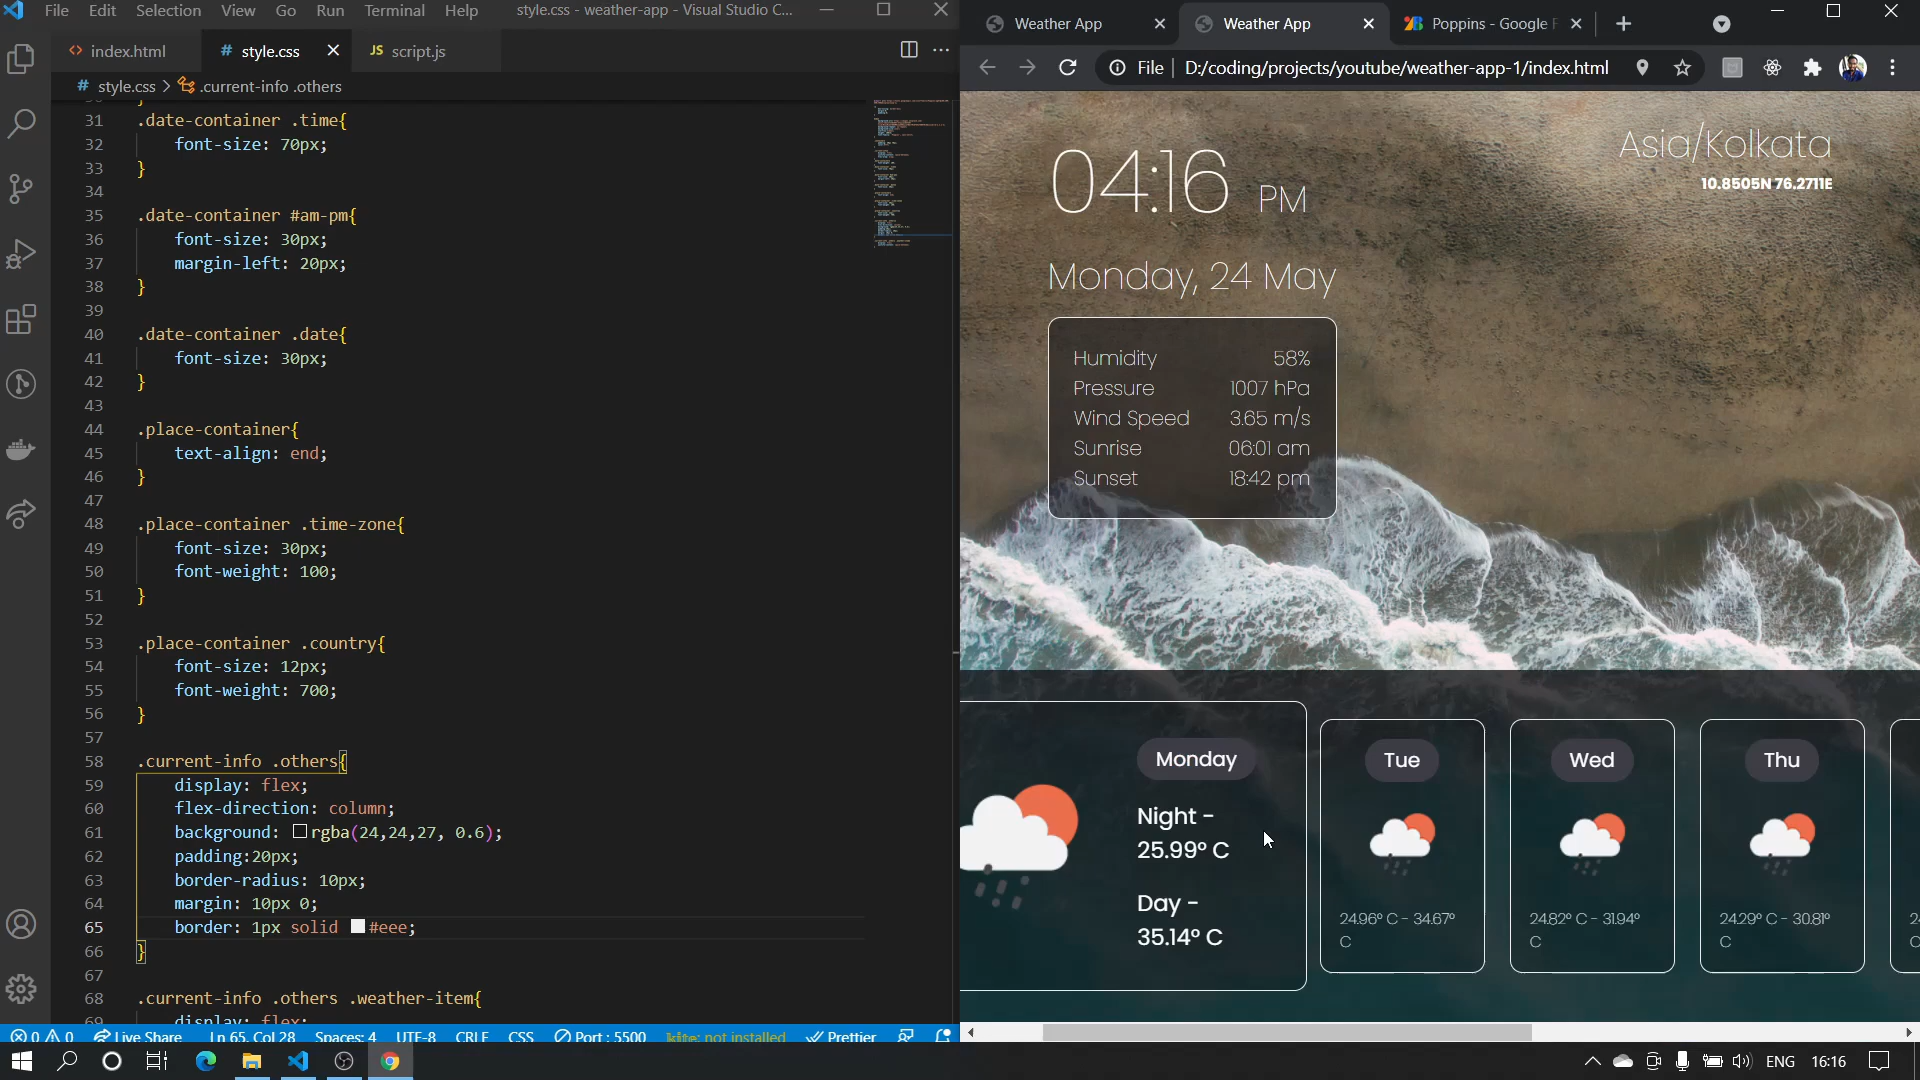 File Edit Selection View Go Run Terminal Help style.css - weather-app - Visual Studio C...
index.html
# style.css
JS script.js
# style.css > .current-info .others
31 .date-container .time{
32 font-size: 70px;
33 }
34
35 .date-container #am-pm{
36 font-size: 30px;
37 margin-left: 20px;
38 }
39
40 .date-container .date{
41 font-size: 30px;
42 }
43
44 .place-container{
45 text-align: end;
46 }
47
48 .place-container .time-zone{
49 font-size: 30px;
50 font-weight: 100;
51 }
52
53 .place-container .country{
54 font-size: 12px;
55 font-weight: 700;
56 }
57
58 .current-info .others{
59 display: flex;
60 flex-direction: column;
61 background: rgba(24,24,27, 0.6);
62 padding:20px;
63 border-radius: 10px;
64 margin: 10px 0;
65 border: 1px solid #eee;
66 }
67
68 .current-info .others .weather-item{
69 display: flex;
0 0 Live Share Ln 65, Col 28 Spaces: 4 UTF-8 CRLF CSS Port : 5500 kite: not installed Prettier
Weather App
Weather App
Poppins - Google F
File | D:/coding/projects/youtube/weather-app-1/index.html
04:16 PM
Asia/Kolkata
10.8505N 76.2711E
Monday, 24 May
Humidity 58%
Pressure 1007 hPa
Wind Speed 3.65 m/s
Sunrise 06:01 am
Sunset 18:42 pm
Monday
Night -
25.99° C
Day -
35.14° C
Tue
24.96° C - 34.67°
C
Wed
24.82° C - 31.94°
C
Thu
24.29° C - 30.81°
C
ENG 16:16